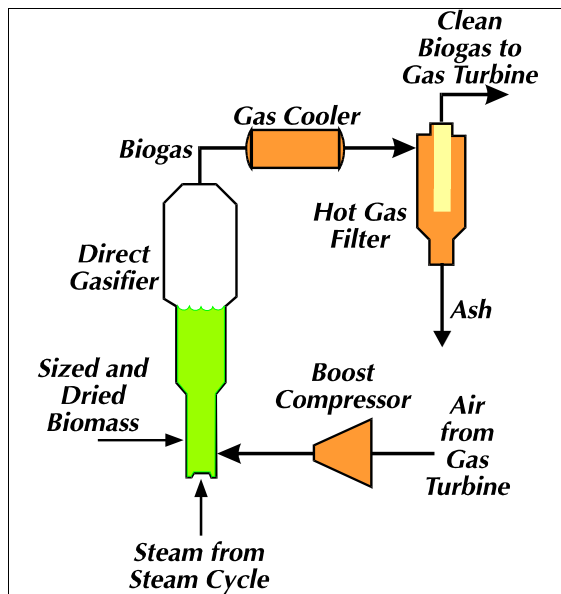 Clean
Biogas to
Gas Turbine
Gas Cooler
Biogas
Hot Gas
Filter
Direct
Gasifier
Ash
Sized and
Dried
Biomass
Boost
Compressor
Air
from
Gas
Turbine
Steam from
Steam Cycle